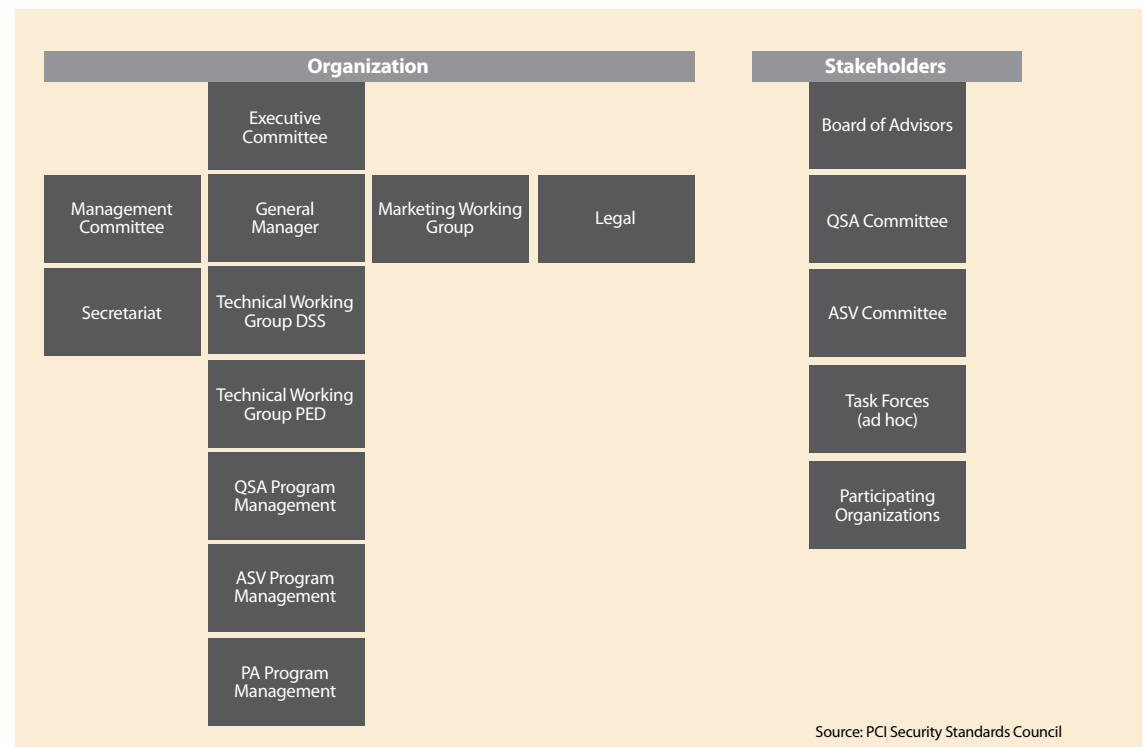 Organization
Stakeholders
Executive
Committee
Board of Advisors
Management
Committee
General
Manager
Marketing Working
Group
Legal
QSA Committee
Secretariat
Technical Working
Group DSS
ASV Committee
Technical Working
Group PED
Task Forces
(ad hoc)
QSA Program
Management
Participating
Organizations
ASV Program
Management
PA Program
Management
Source: PCI Security Standards Council